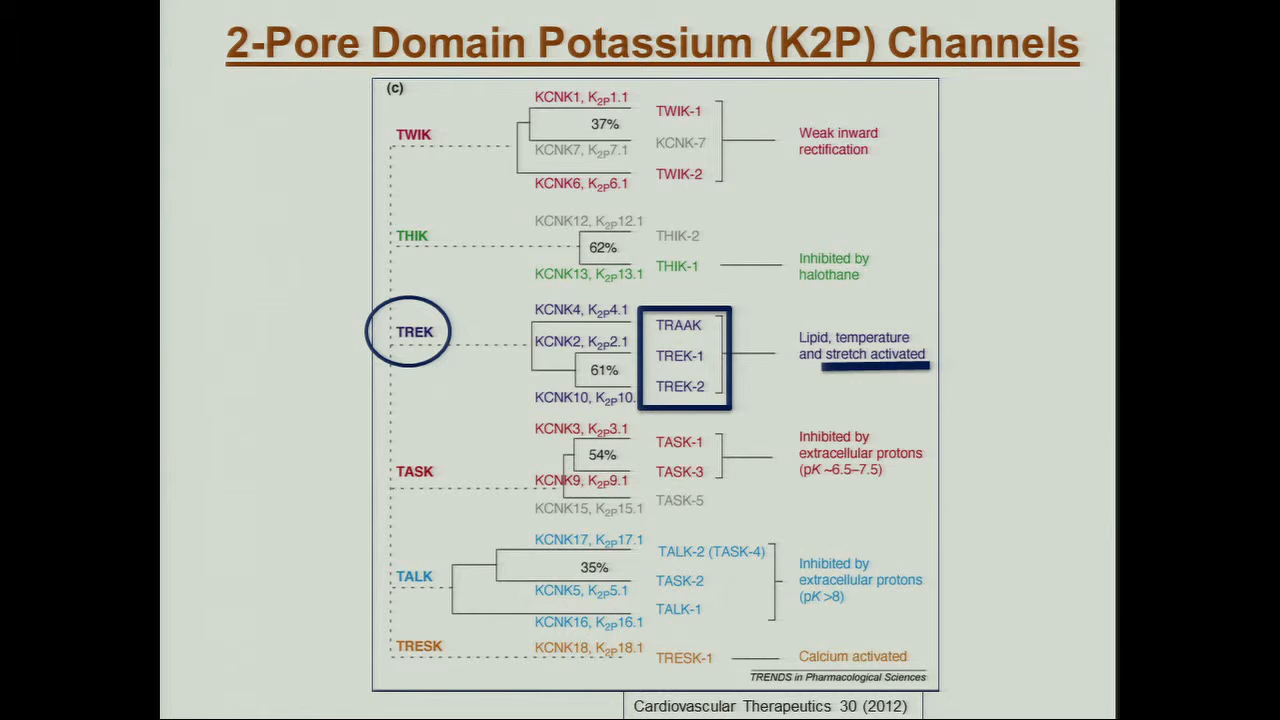 2-Pore Domain Potassium (K2P) Channels
(c)
KCNK1, K2P1.1
TWIK-1
TWIK
37%
Weak inward
rectification
KCNK7, K2P7.1
KCNK-7
KCNK6, K2P6.1
TWIK-2
KCNK12, K2P12.1
THIK
THIK-2
62%
KCNK13, K2P13.1
THIK-1
Inhibited by
halothane
KCNK4, K2P4.1
TRAAK
TREK
KCNK2, K2P2.1
TREK-1
Lipid, temperature
and stretch activated
61%
KCNK10, K2P10.
TREK-2
KCNK3, K2P3.1
TASK-1
Inhibited by
extracellular protons
(pK ~6.5–7.5)
54%
TASK
KCNK9, K2P9.1
TASK-3
KCNK15, K2P15.1
TASK-5
KCNK17, K2P17.1
TALK-2 (TASK-4)
35%
TALK
KCNK5, K2P5.1
TASK-2
Inhibited by
extracellular protons
(pK >8)
KCNK16, K2P16.1
TALK-1
TRESK
KCNK18, K2P18.1
TRESK-1
Calcium activated
TRENDS in Pharmacological Sciences
Cardiovascular Therapeutics 30 (2012)